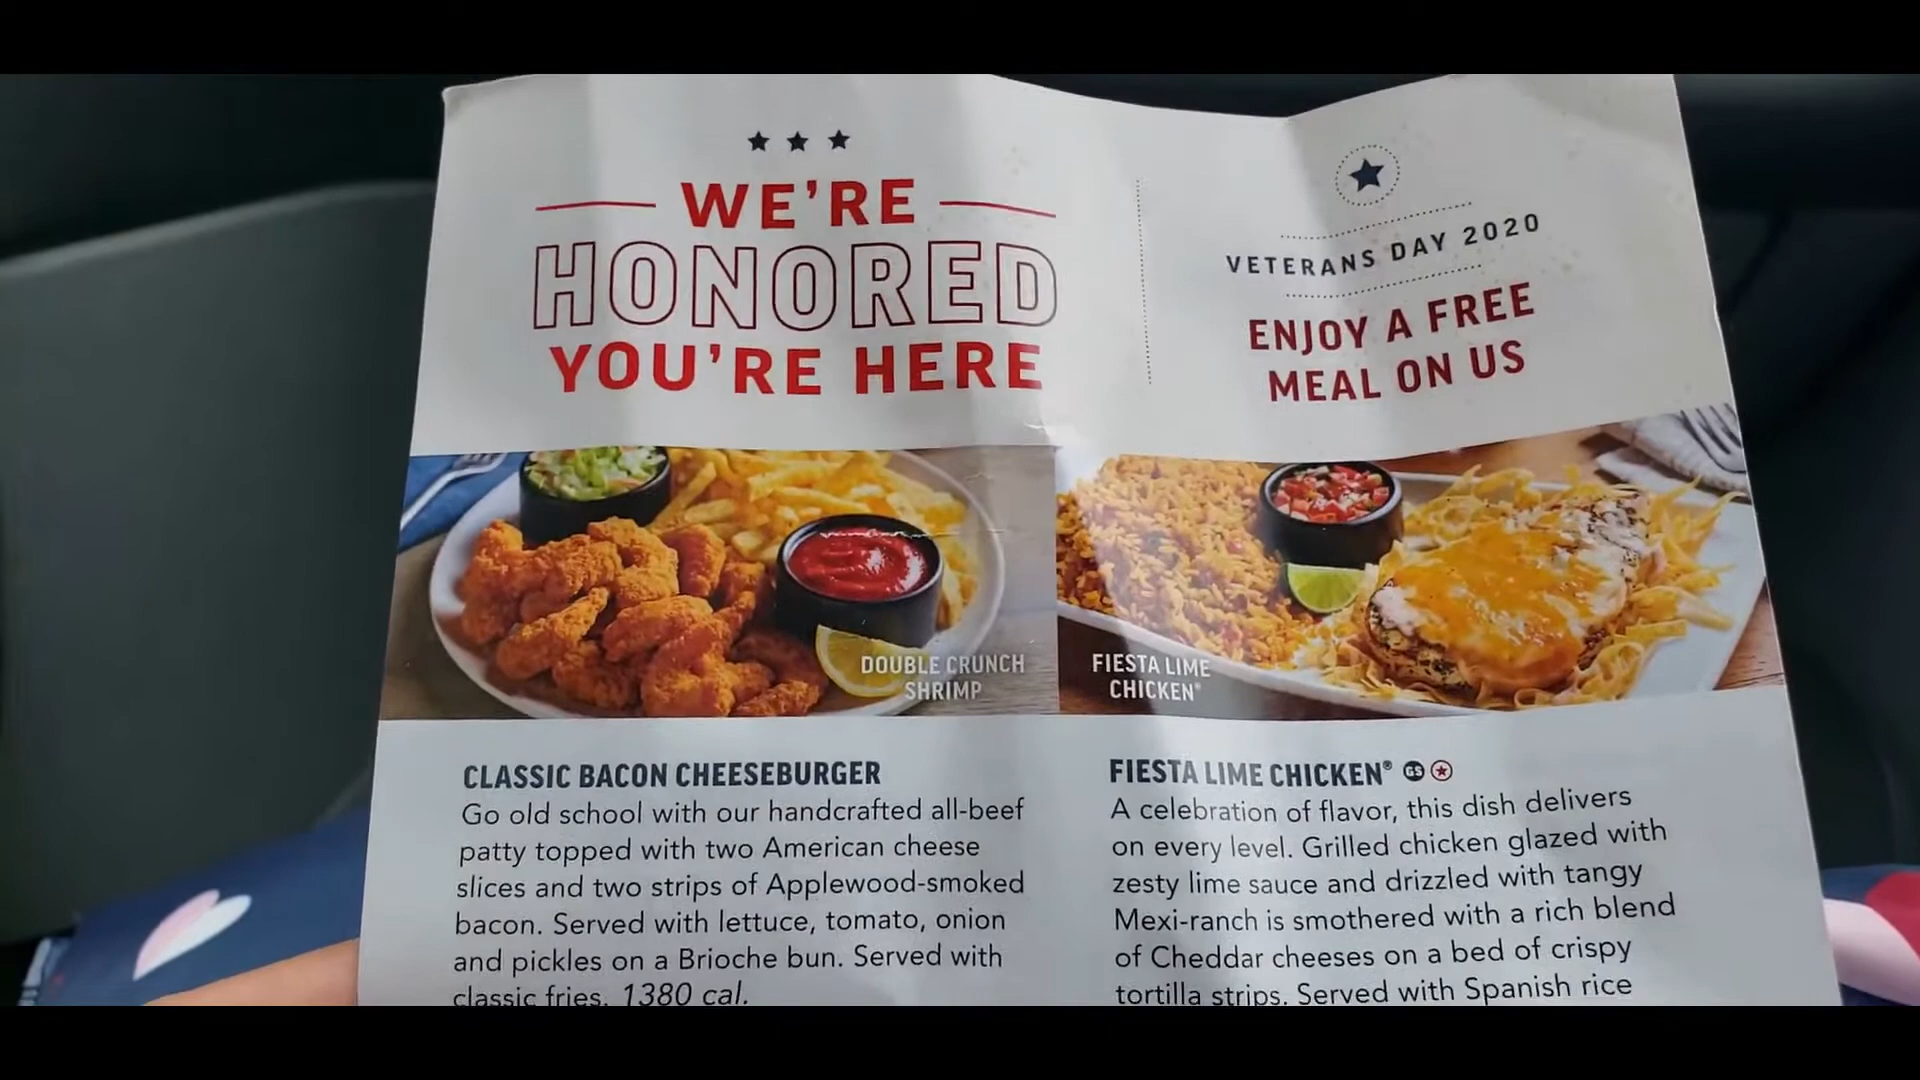 WE'RE
HONORED
YOU'RE HERE
VETERANS DAY 2020
ENJOY A FREE
MEAL ON US
DOUBLE CRUNCH
SHRIMP
FIESTA LIME
CHICKEN®
CLASSIC BACON CHEESEBURGER
Go old school with our handcrafted all-beef
patty topped with two American cheese
slices and two strips of Applewood-smoked
bacon. Served with lettuce, tomato, onion
and pickles on a Brioche bun. Served with
classic fries. 1380 cal.
FIESTA LIME CHICKEN® GS
A celebration of flavor, this dish delivers
on every level. Grilled chicken glazed with
zesty lime sauce and drizzled with tangy
Mexi-ranch is smothered with a rich blend
of Cheddar cheeses on a bed of crispy
tortilla strips. Served with Spanish rice